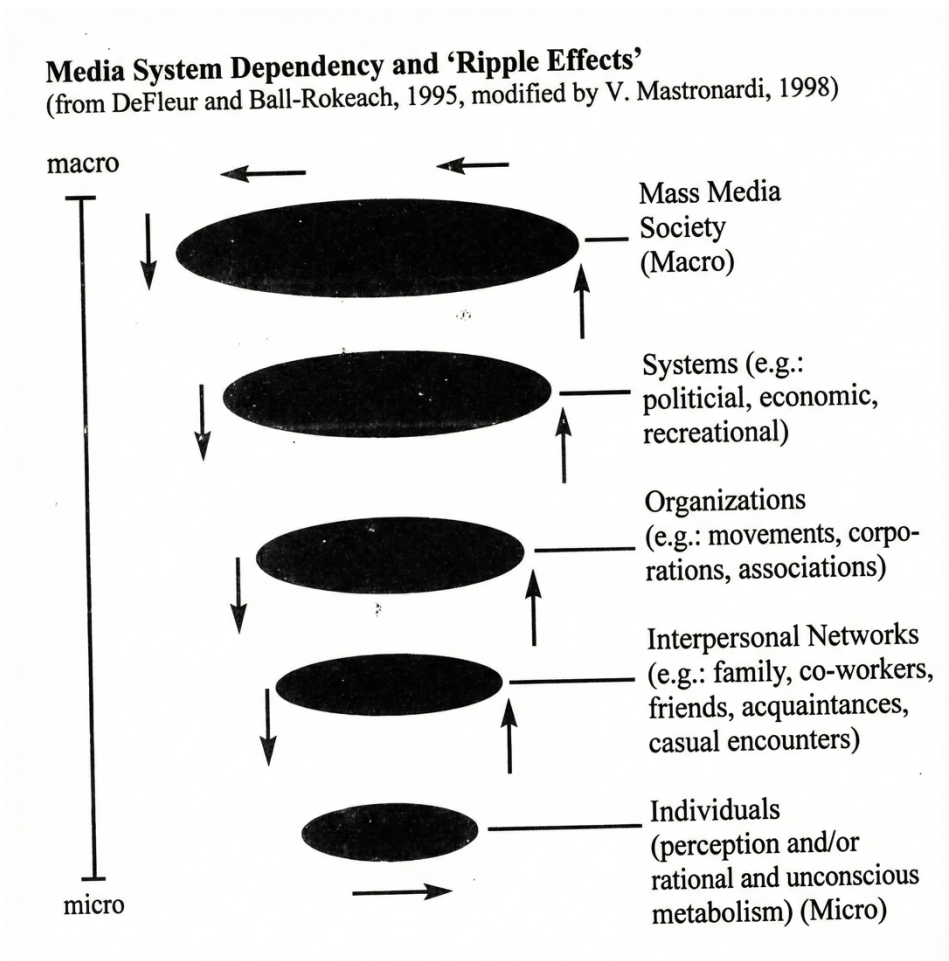 Media System Dependency and ‘Ripple Effects’
(from DeFleur and Ball-Rokeach, 1995, modified by V. Mastronardi, 1998)
macro
Mass Media
Society
(Macro)
Systems (e.g.:
politicial, economic,
recreational)
Organizations
(e.g.: movements, corpo-
rations, associations)
Interpersonal Networks
(e.g.: family, co-workers,
friends, acquaintances,
casual encounters)
Individuals
(perception and/or
rational and unconscious
metabolism) (Micro)
micro